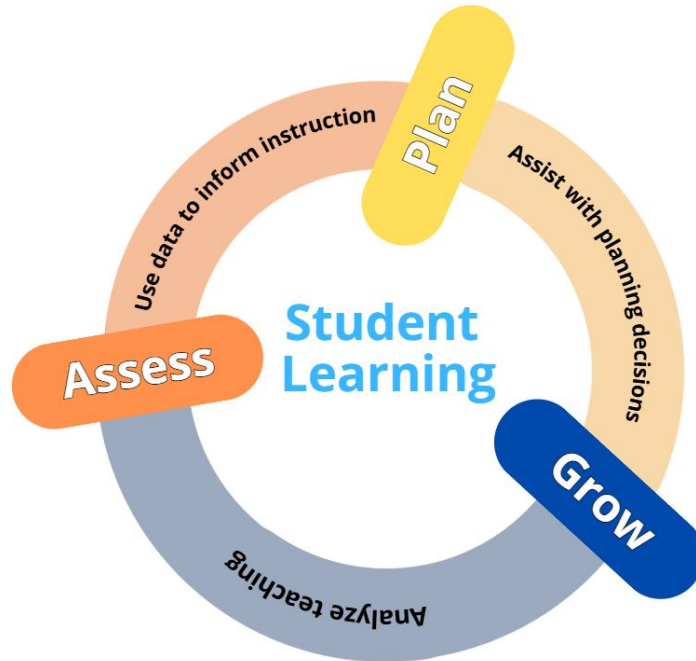 Plan
Assist with planning decisions
Grow
Analyze teaching
Assess
Use data to inform instruction
Student
Learning